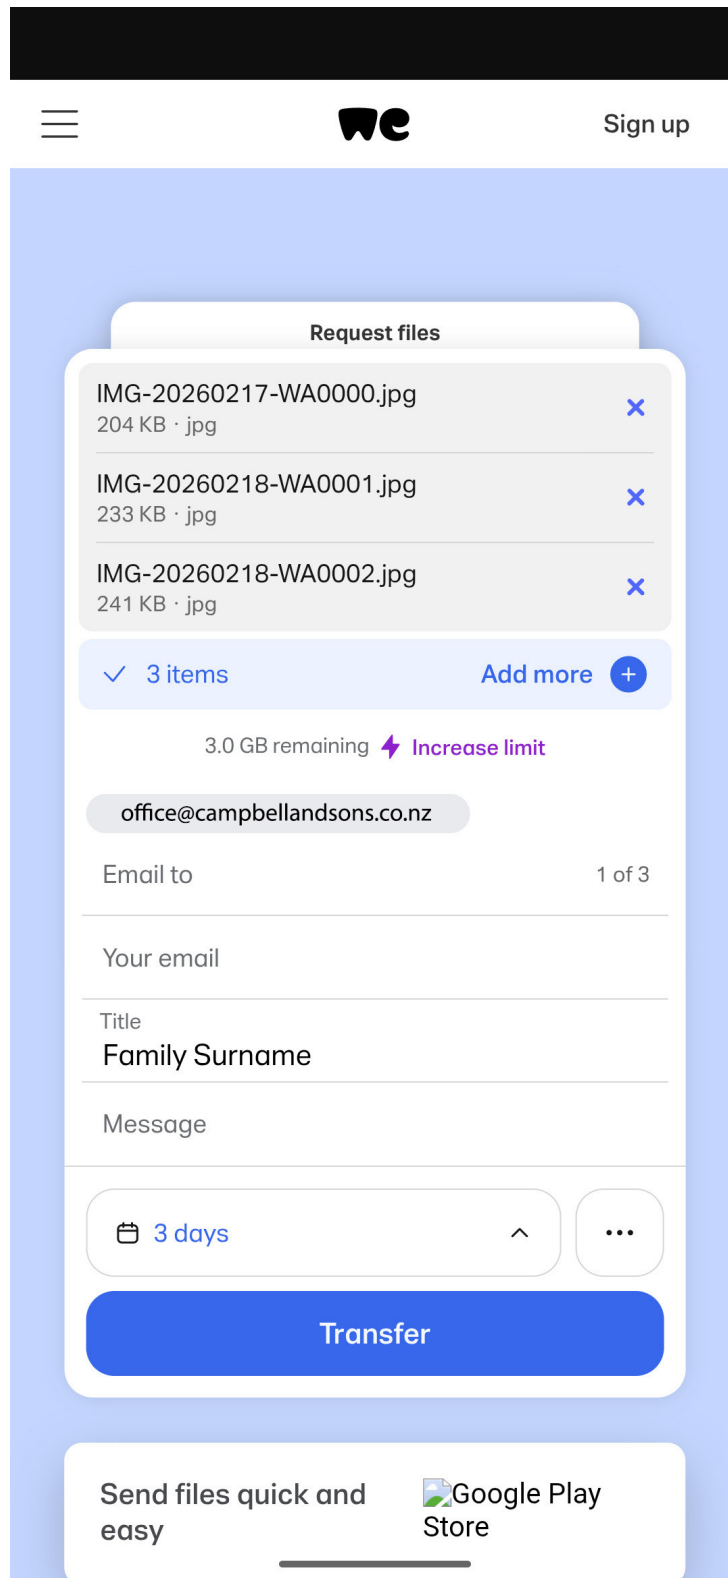 we
Sign up
Request files
IMG-20260217-WA0000.jpg
204 KB · jpg
IMG-20260218-WA0001.jpg
233 KB · jpg
IMG-20260218-WA0002.jpg
241 KB · jpg
3 items
Add more
3.0 GB remaining Increase limit
office@campbellandsons.co.nz
Email to
1 of 3
Your email
Title
Family Surname
Message
3 days
Transfer
Send files quick and
easy
Google Play
Store